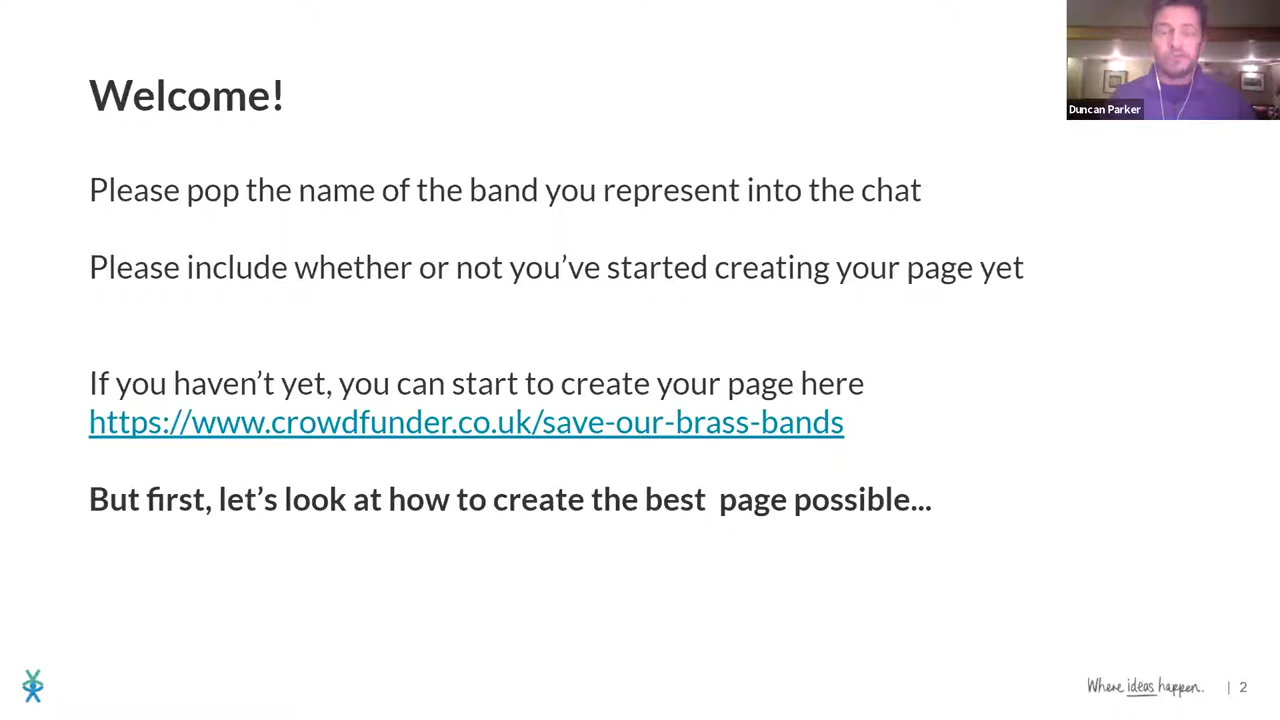 Welcome!
Duncan Parker
Please pop the name of the band you represent into the chat
Please include whether or not you’ve started creating your page yet
If you haven’t yet, you can start to create your page here
https://www.crowdfunder.co.uk/save-our-brass-bands
But first, let’s look at how to create the best  page possible...
Where ideas happen. | 2